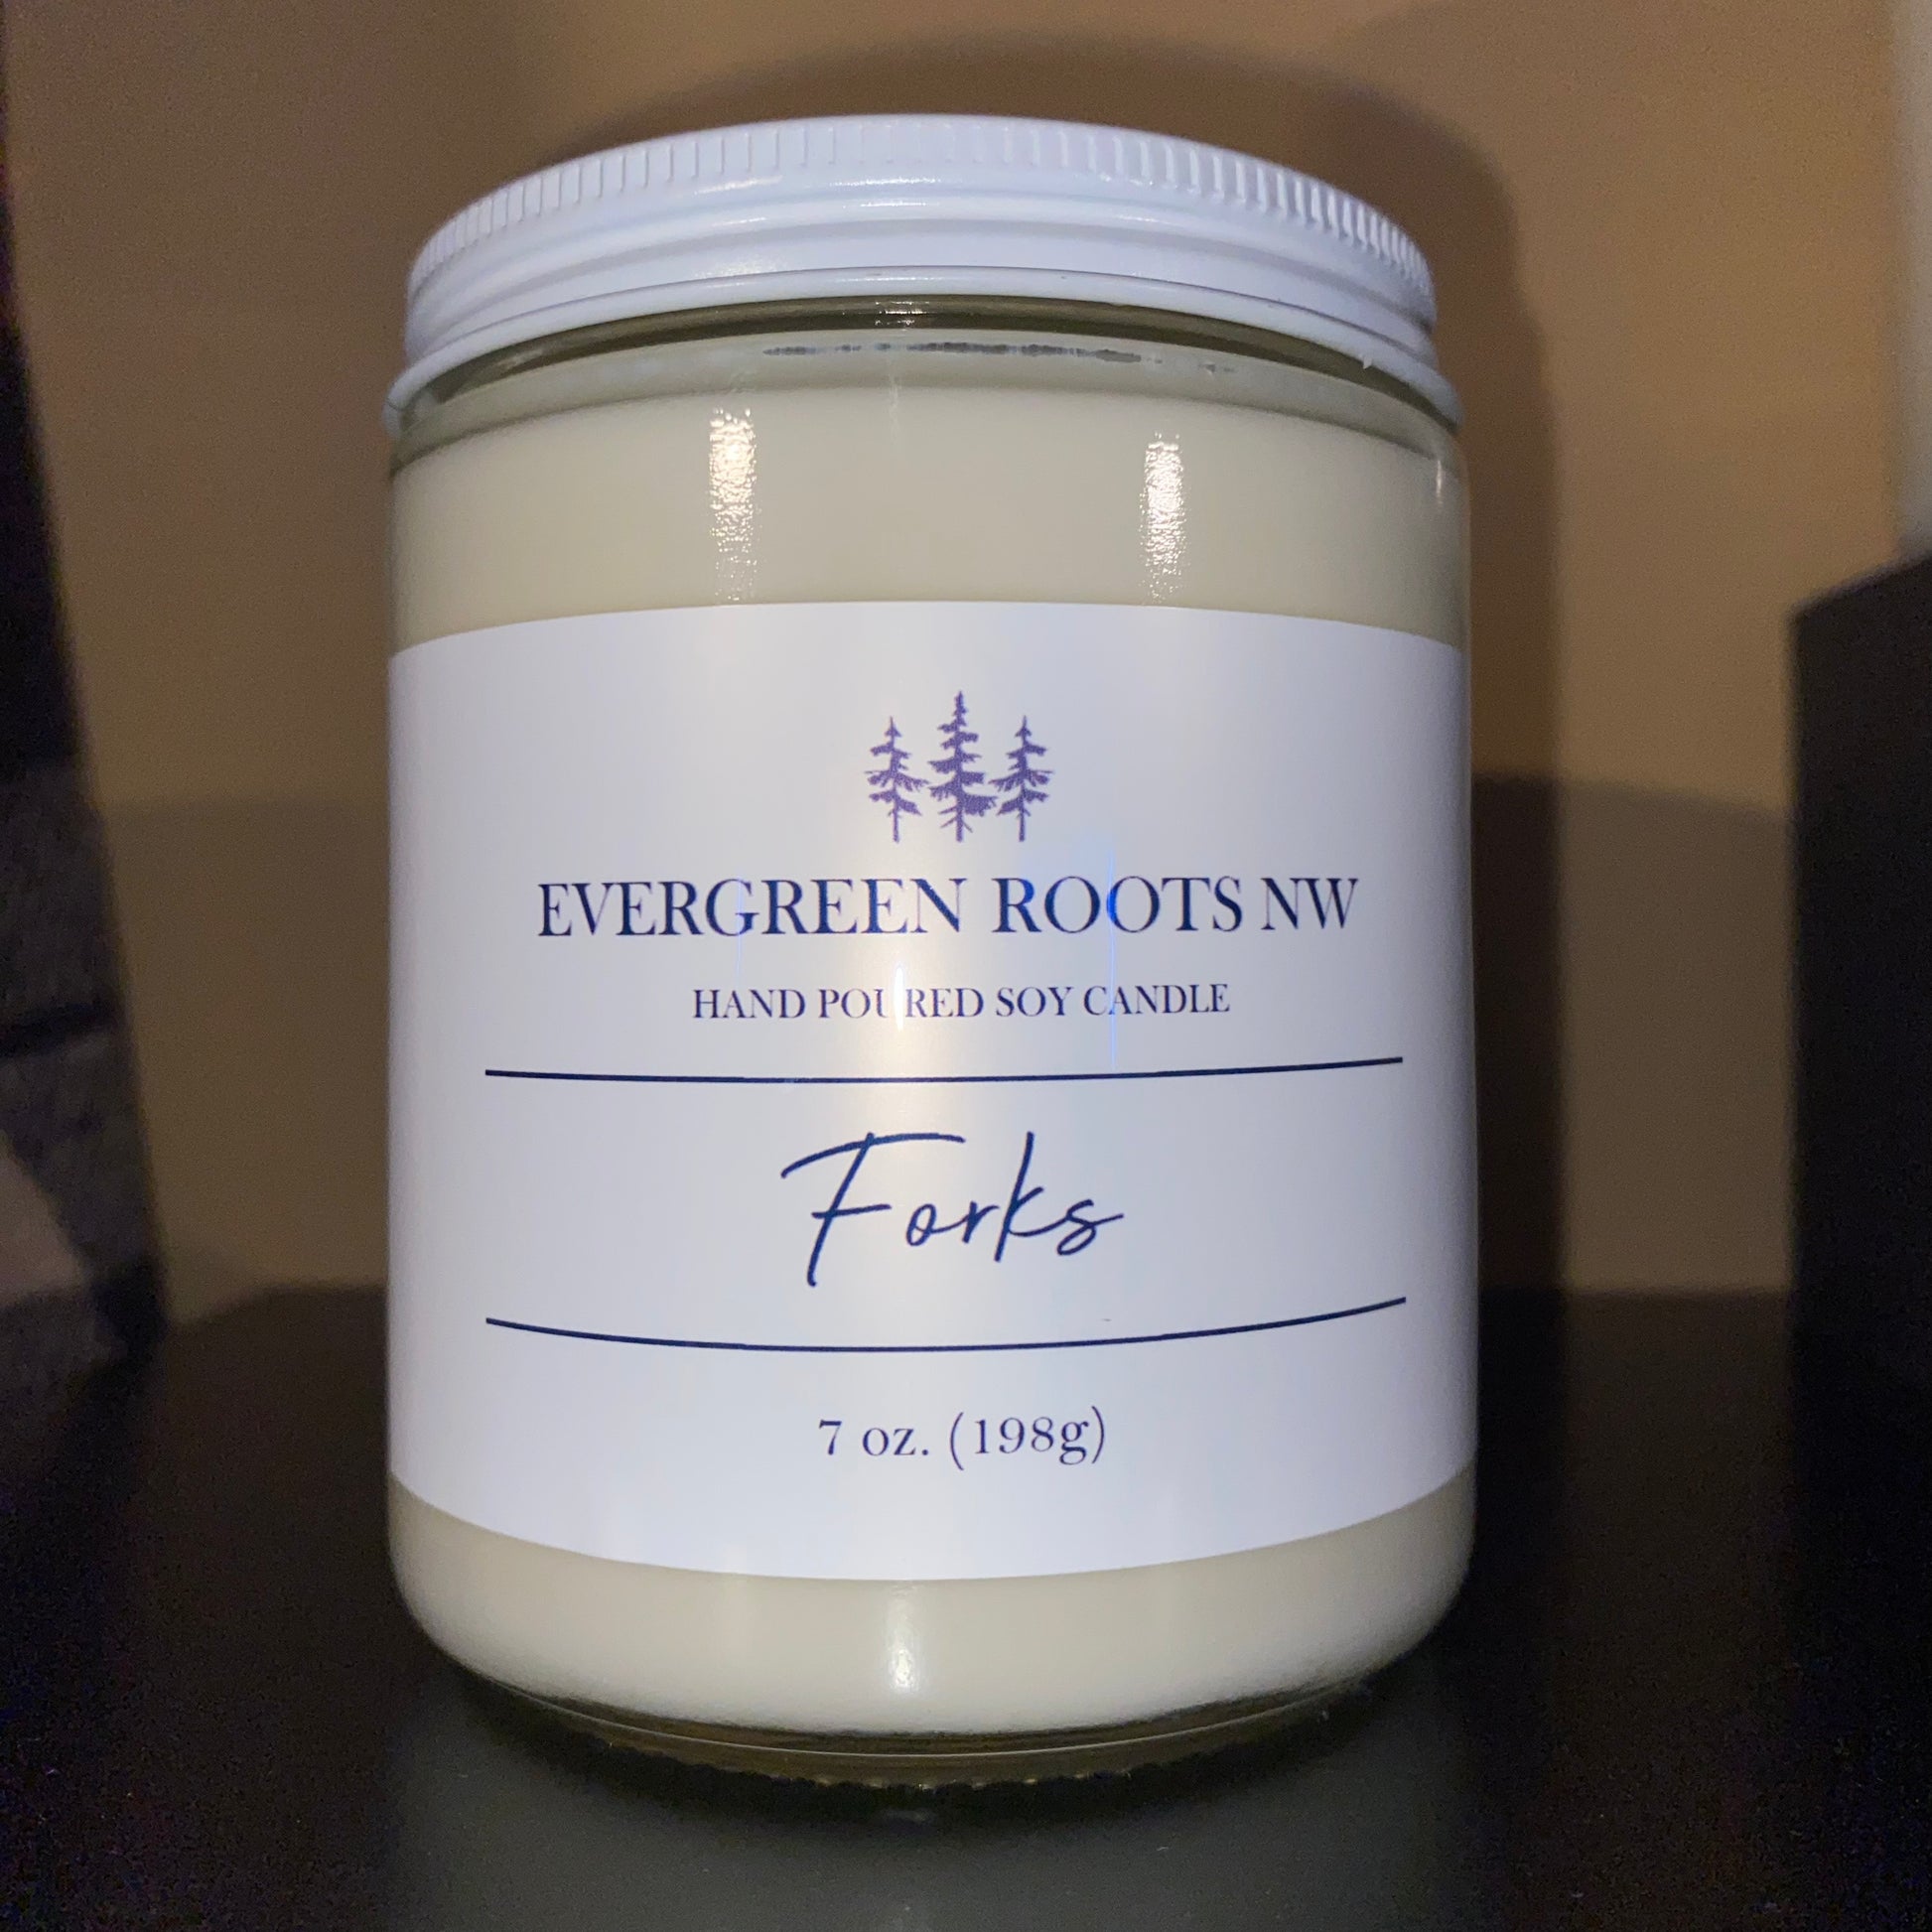 EVERGREEN ROOTS NW
HAND POURED SOY CANDLE
Forks
7 oz. (198g)